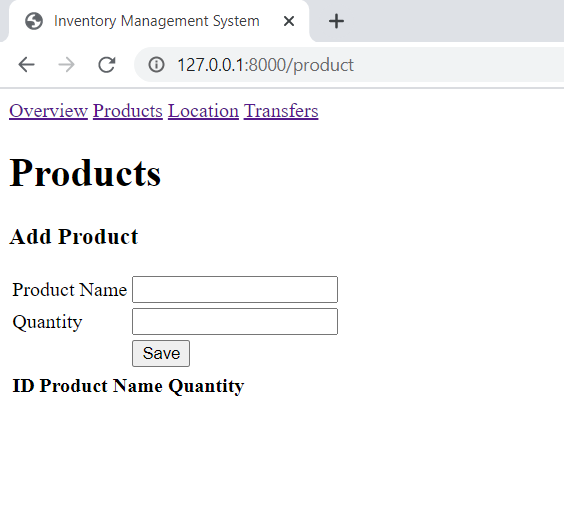 Inventory Management System
127.0.0.1:8000/product
Overview Products Location Transfers
Products
Add Product
Product Name
Quantity
Save
ID Product Name Quantity